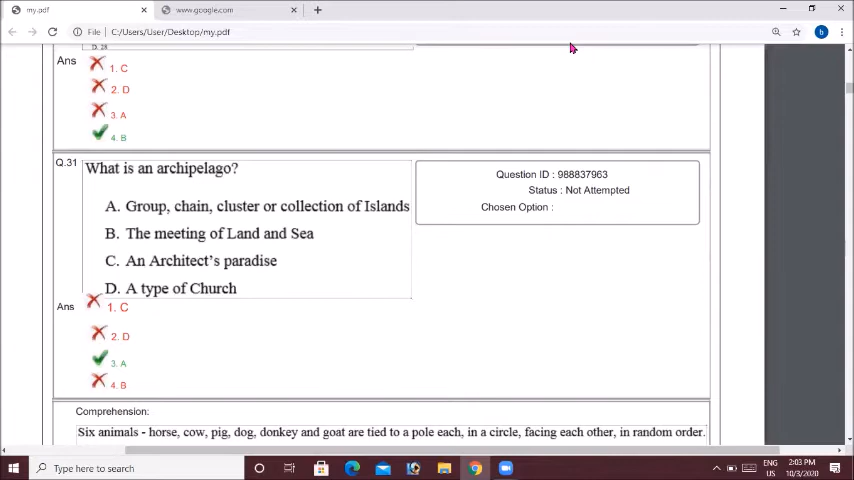 my.pdf
www.google.com
File
C:/Users/User/Desktop/my.pdf
b
D. 28
Ans
1. C
2. D
3. A
4. B
Q.31
What is an archipelago?
A. Group, chain, cluster or collection of Islands
B. The meeting of Land and Sea
C. An Architect's paradise
D. A type of Church
Question ID : 988837963
Status : Not Attempted
Chosen Option :
Ans
1. C
2. D
3. A
4. B
Comprehension:
Six animals - horse, cow, pig, dog, donkey and goat are tied to a pole each, in a circle, facing each other, in random order.
Type here to search
ENG
US
2:03 PM
10/3/2020